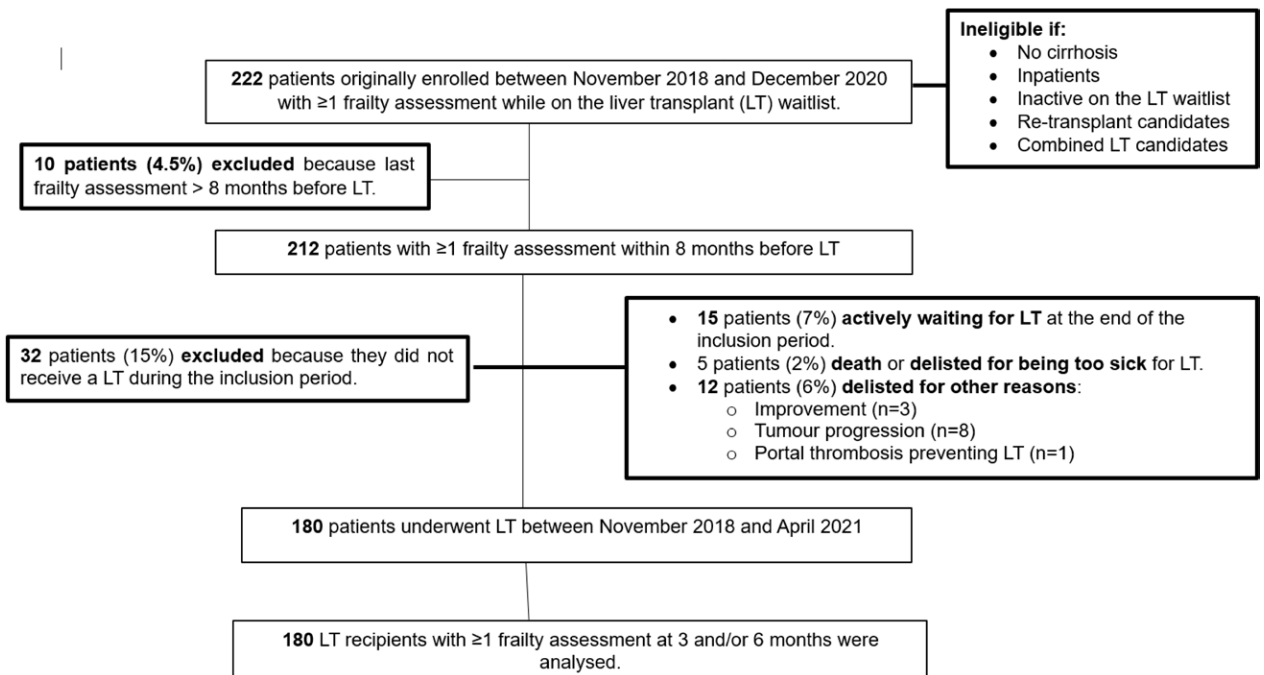 Ineligible if:
• No cirrhosis
• Inpatients
• Inactive on the LT waitlist
• Re-transplant candidates
• Combined LT candidates
222 patients originally enrolled between November 2018 and December 2020
with ≥1 frailty assessment while on the liver transplant (LT) waitlist.
10 patients (4.5%) excluded because last
frailty assessment > 8 months before LT.
212 patients with ≥1 frailty assessment within 8 months before LT
32 patients (15%) excluded because they did not
receive a LT during the inclusion period.
• 15 patients (7%) actively waiting for LT at the end of the
inclusion period.
• 5 patients (2%) death or delisted for being too sick for LT.
• 12 patients (6%) delisted for other reasons:
o Improvement (n=3)
o Tumour progression (n=8)
o Portal thrombosis preventing LT (n=1)
180 patients underwent LT between November 2018 and April 2021
180 LT recipients with ≥1 frailty assessment at 3 and/or 6 months were
analysed.